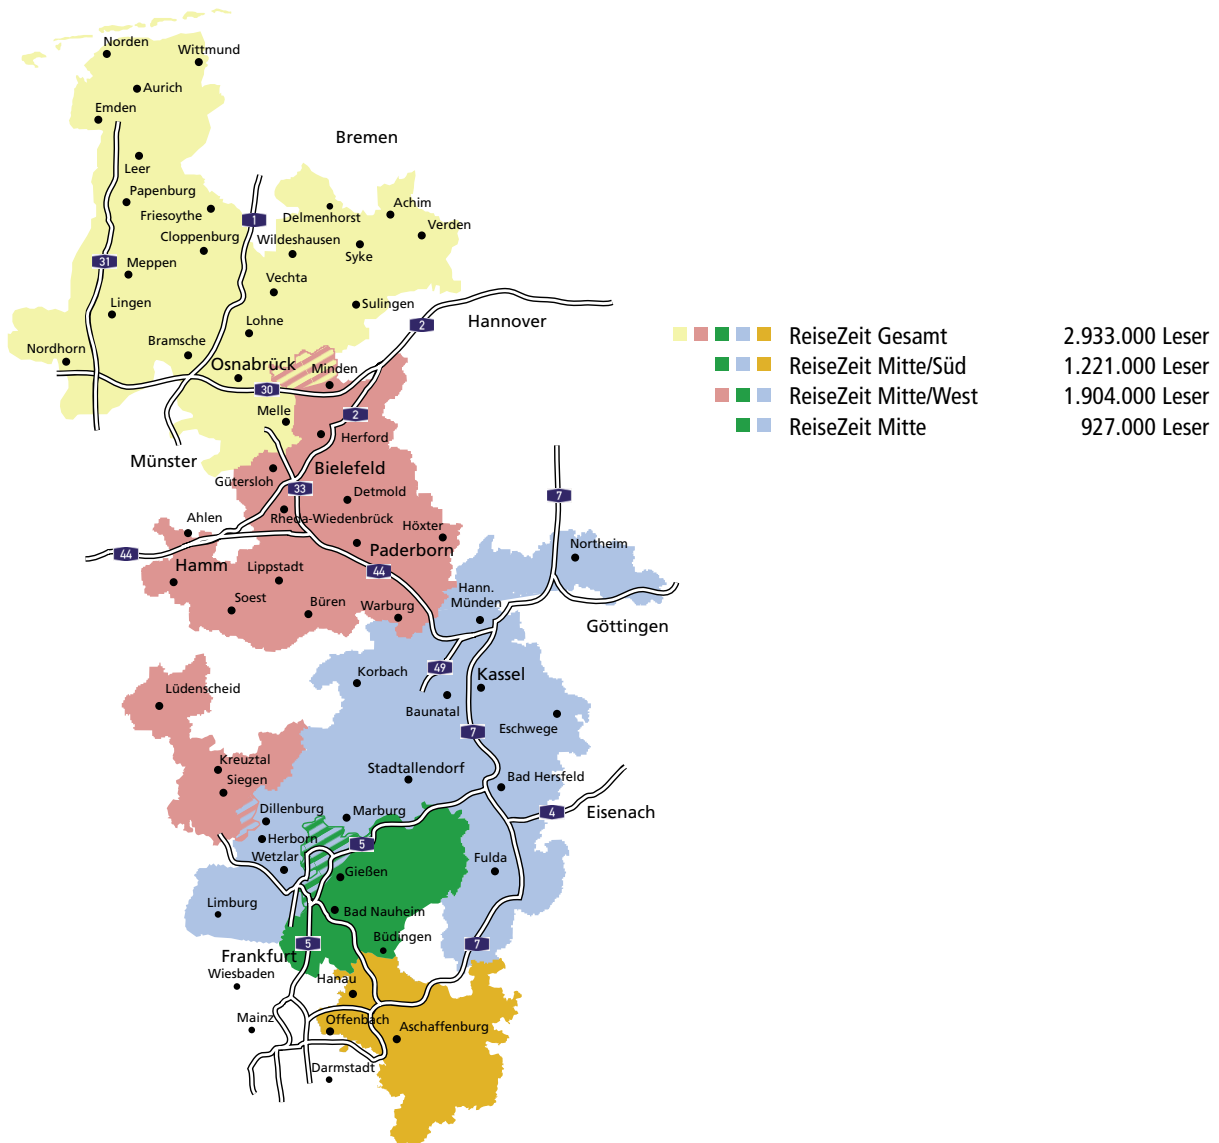 Norden
Wittmund
Aurich
Emden
Bremen
Leer
Papenburg
Friesoythe
1
Delmenhorst
Achim
Verden
Cloppenburg
Wildeshausen
Syke
31
Meppen
Vechta
Lingen
Sulingen
Lohne
2
Hannover
Nordhorn
Bramsche
Osnabrück
Minden
30
Melle
2
Herford
Münster
Bielefeld
Gütersloh
33
Detmold
7
Ahlen
Rheda-Wiedenbrück
Höxter
44
Paderborn
Northeim
Hamm
Lippstadt
44
Hann.
Münden
Soest
Büren
Warburg
Göttingen
49
Korbach
Kassel
Lüdenscheid
Baunatal
Eschwege
7
Kreuztal
Siegen
Stadtallendorf
Bad Hersfeld
Dillenburg
Marburg
4
Eisenach
Herborn
5
Wetzlar
Gießen
Fulda
Limburg
Bad Nauheim
Büdingen
5
7
Frankfurt
Wiesbaden
Hanau
Mainz
Offenbach
Aschaffenburg
Darmstadt
ReiseZeit Gesamt 2.933.000 Leser
ReiseZeit Mitte/Süd 1.221.000 Leser
ReiseZeit Mitte/West 1.904.000 Leser
ReiseZeit Mitte 927.000 Leser